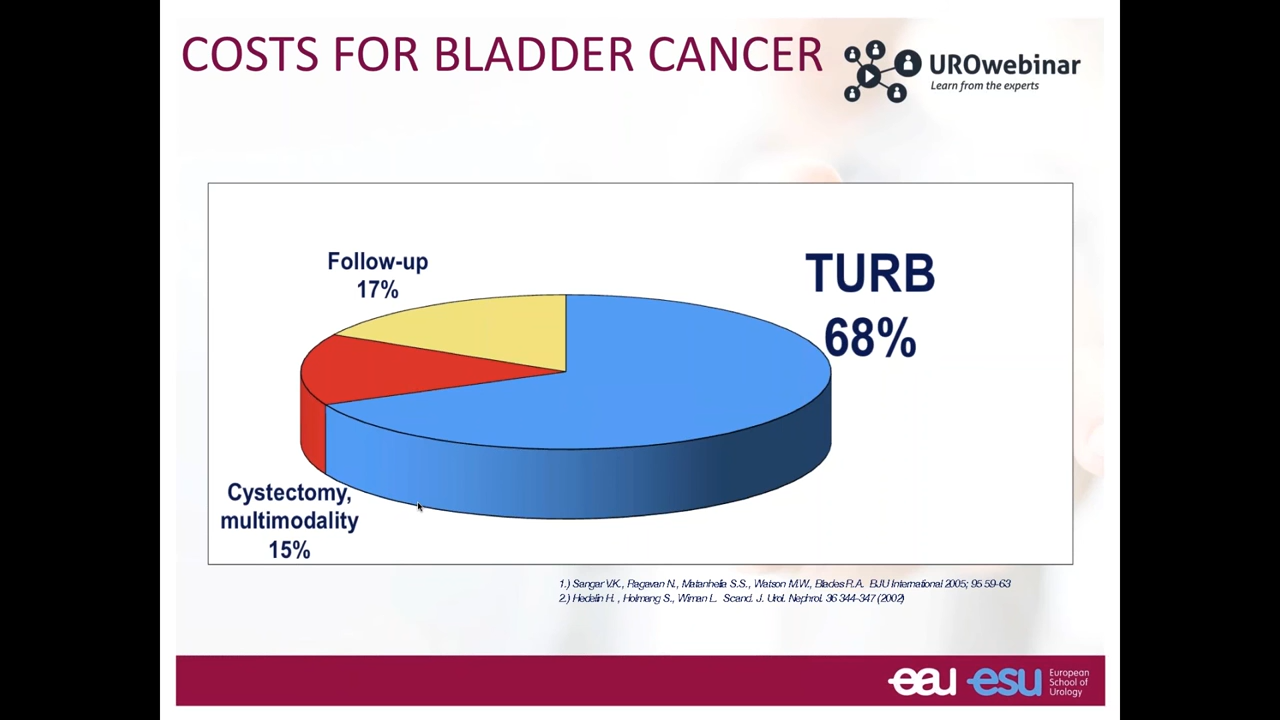 COSTS FOR BLADDER CANCER
UROwebinar
Learn from the experts
Follow-up
17%
TURB
68%
Cystectomy,
multimodality
15%
1.) Sangar V.K., Ragavan N., Matanhelia S.S., Watson M.W., Blades R.A. BJU International 2005; 95 59-63
2.) Hedelin H. , Holmang S., Wiman L. Scand. J. Urol. Nephrol. 36 344-347 (2002)
eau esu
European
School of
Urology